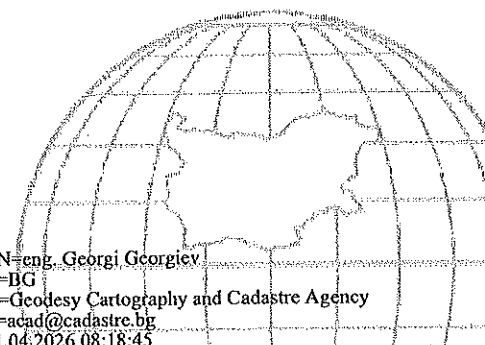 N=eng. Georgi Georgiev
=BG
=Geodesy Cartography and Cadastre Agency
=acad@cadastre.bg
.04.2026 08:18:45